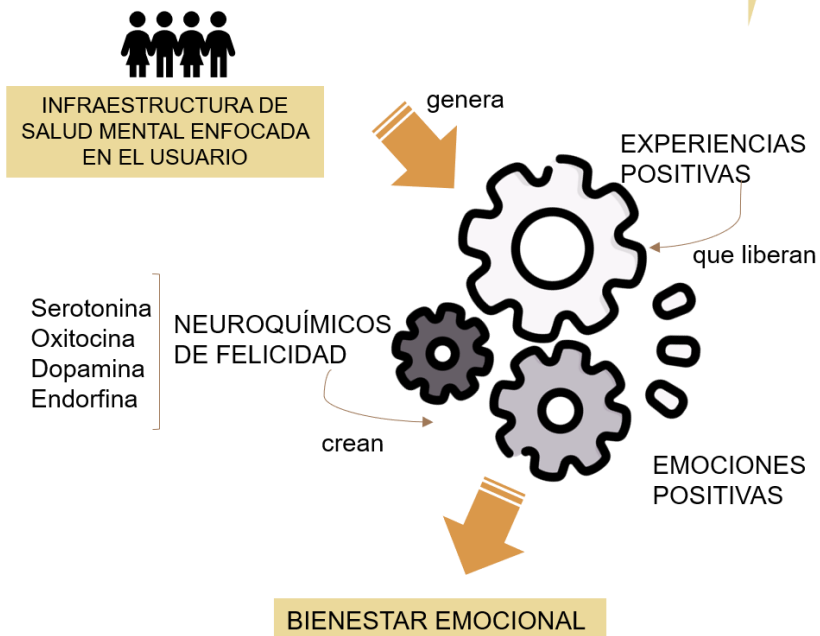 INFRAESTRUCTURA DE
SALUD MENTAL ENFOCADA
EN EL USUARIO
genera
EXPERIENCIAS
POSITIVAS
que liberan
Serotonina
Oxitocina
Dopamina
Endorfina
NEUROQUÍMICOS
DE FELICIDAD
crean
EMOCIONES
POSITIVAS
BIENESTAR EMOCIONAL